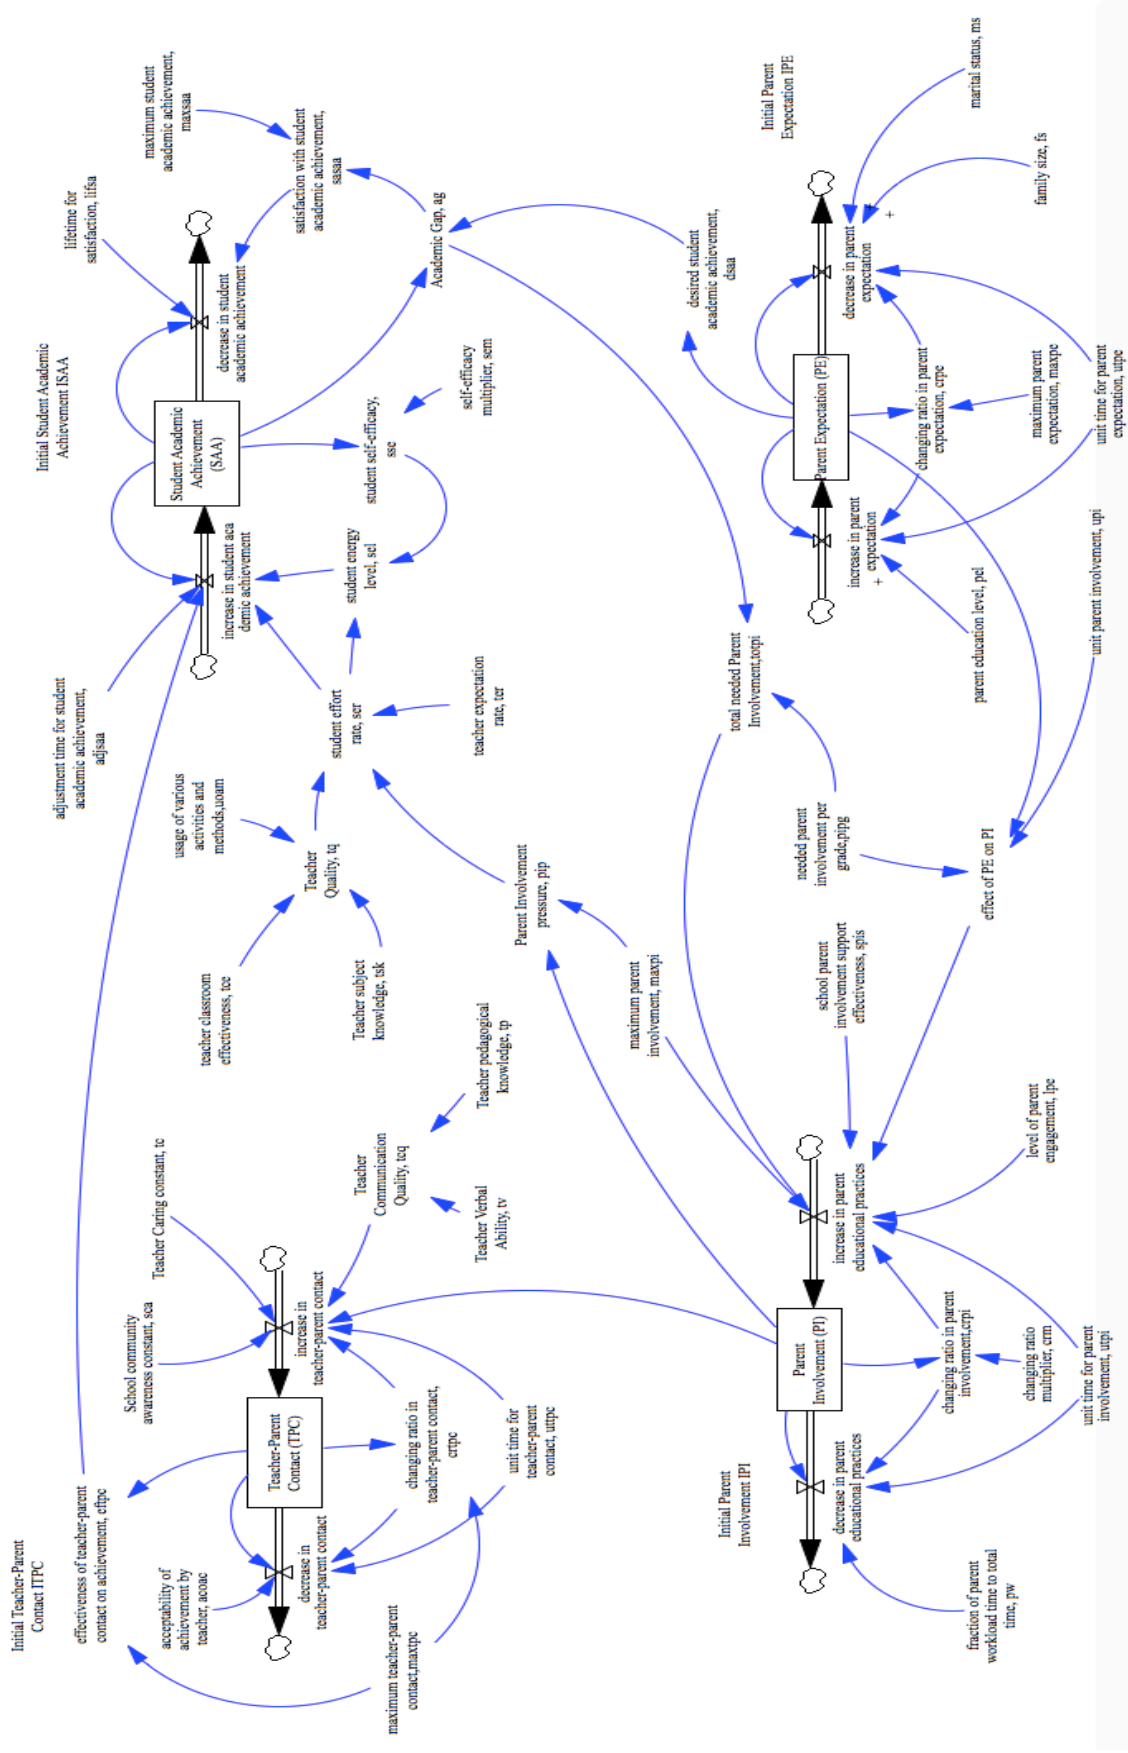 Initial Teacher-Parent
Contact ITPC
effectiveness of teacher-parent
contact on achievement, eftpc
acceptability of
achievement by
teacher, acoac
maximum teacher-parent
contact,maxtpc
decrease in
teacher-parent contact
Teacher-Parent
Contact (TPC)
increase in
teacher-parent contact
changing ratio in
teacher-parent contact,
crtpc
unit time for
teacher-parent
contact, uttpc
School community
awareness constant, sca
Teacher Caring constant, tc
Teacher
Communication
Quality, tcq
Teacher Verbal
Ability, tv
Teacher pedagogical
knowledge, tp
teacher classroom
effectiveness, tce
Teacher subject
knowledge, tsk
usage of various
activities and
methods,uoam
Teacher
Quality, tq
adjustment time for student
academic achievement,
adjsaa
student effort
rate, ser
teacher expectation
rate, ter
increase in student aca
demic achievement
student energy
level, sel
Initial Student Academic
Achievement ISAA
Student Academic
Achievement
(SAA)
student self-efficacy,
sse
self-efficacy
multiplier, sem
lifetime for
satisfaction, lifsa
decrease in student
academic achievement
maximum student
academic achievement,
maxsaa
satisfaction with student
academic achievement,
sasaa
Academic Gap, ag
desired student
academic achievement,
dsaa
Initial Parent
Involvement IPI
decrease in parent
educational practices
fraction of parent
workload time to total
time, pw
Parent
Involvement (PI)
changing ratio in parent
involvement,crpi
changing ratio
multiplier, crm
unit time for parent
involvement, utpi
increase in parent
educational practices
level of parent
engagement, lpe
school parent
involvement support
effectiveness, spis
maximum parent
involvement, maxpi
Parent Involvement
pressure, pip
needed parent
involvement per
grade,pipg
effect of PE on PI
total needed Parent
Involvement,totpi
parent education level, pel
unit parent involvement, upi
increase in parent
+ expectation
+
Parent Expectation (PE)
changing ratio in parent
expectation, crpe
maximum parent
expectation, maxpe
unit time for parent
expectation, utpe
decrease in parent
expectation
+
family size, fs
marital status, ms
Initial Parent
Expectation IPE